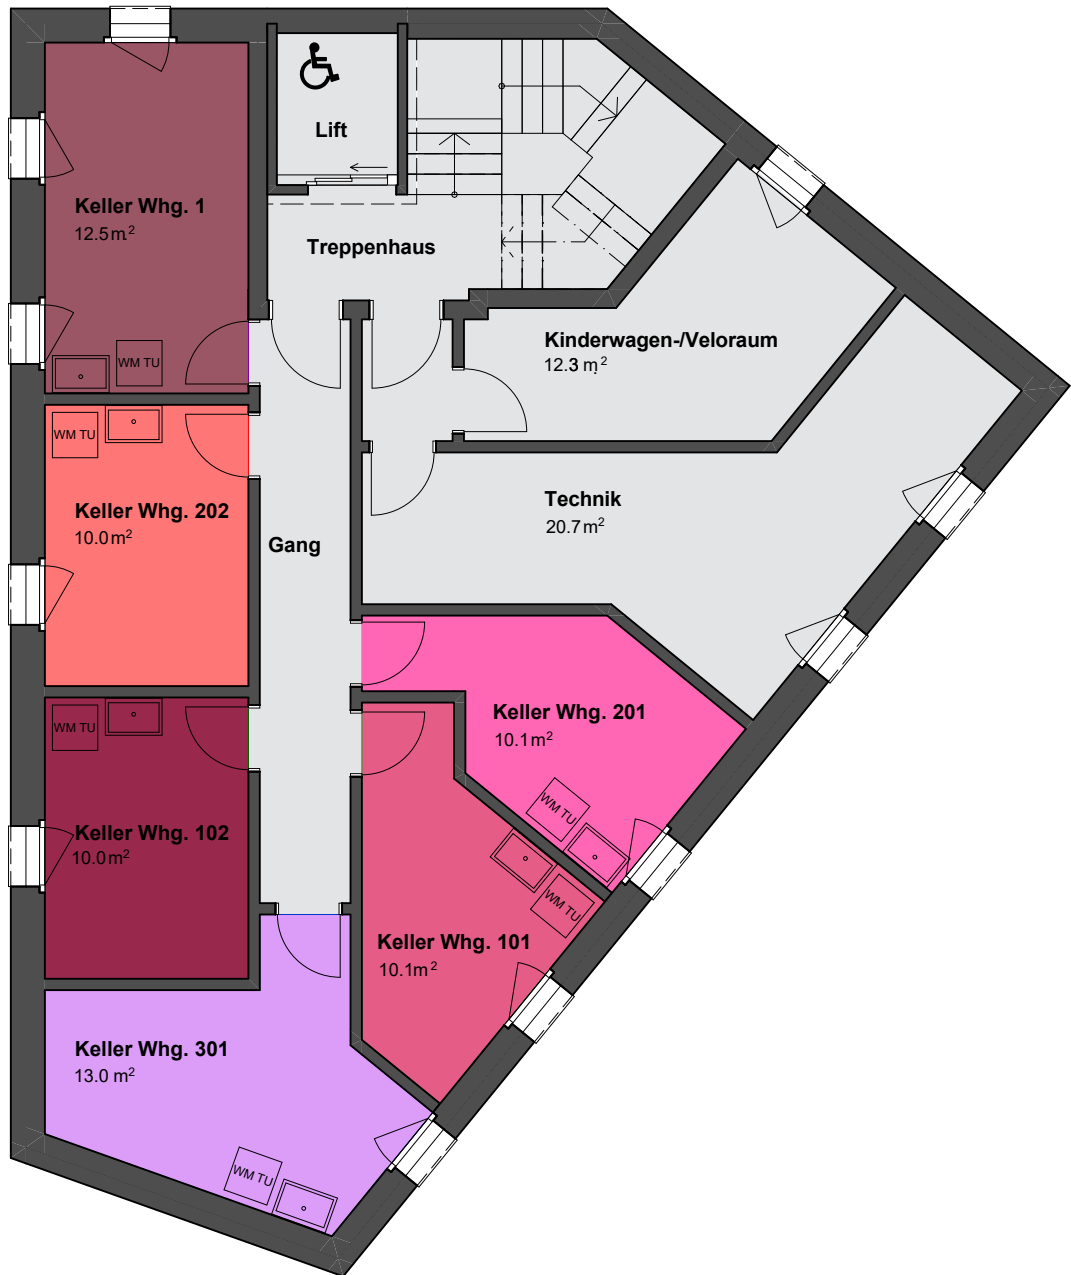 Lift
Keller Whg. 1
12.5 m²
Treppenhaus
Kinderwagen-/Veloraum
12.3 m²
WM TU
WM TU
Technik
20.7 m²
Keller Whg. 202
10.0 m²
Gang
Keller Whg. 201
10.1 m²
WM TU
WM TU
Keller Whg. 102
10.0 m²
WM TU
Keller Whg. 101
10.1 m²
Keller Whg. 301
13.0 m²
WM TU